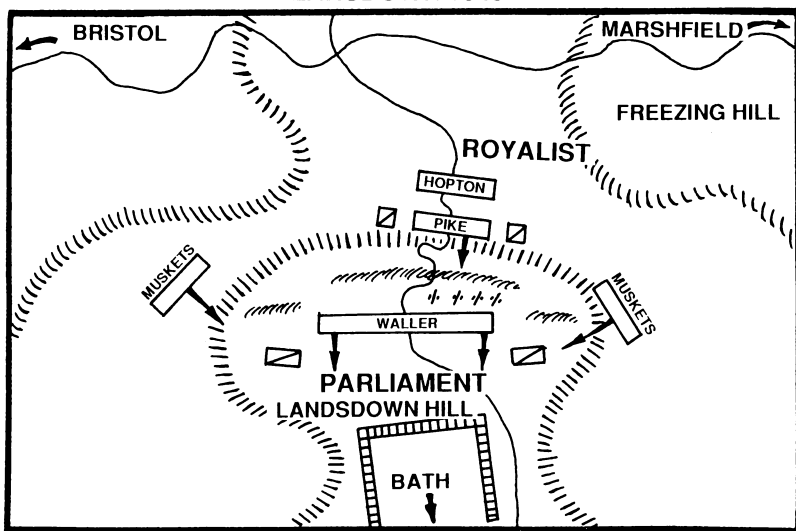 BRISTOL
MARSHFIELD
FREEZING HILL
ROYALIST
HOPTON
PIKE
MUSKETS
MUSKETS
WALLER
PARLIAMENT
LANDSDOWN HILL
BATH